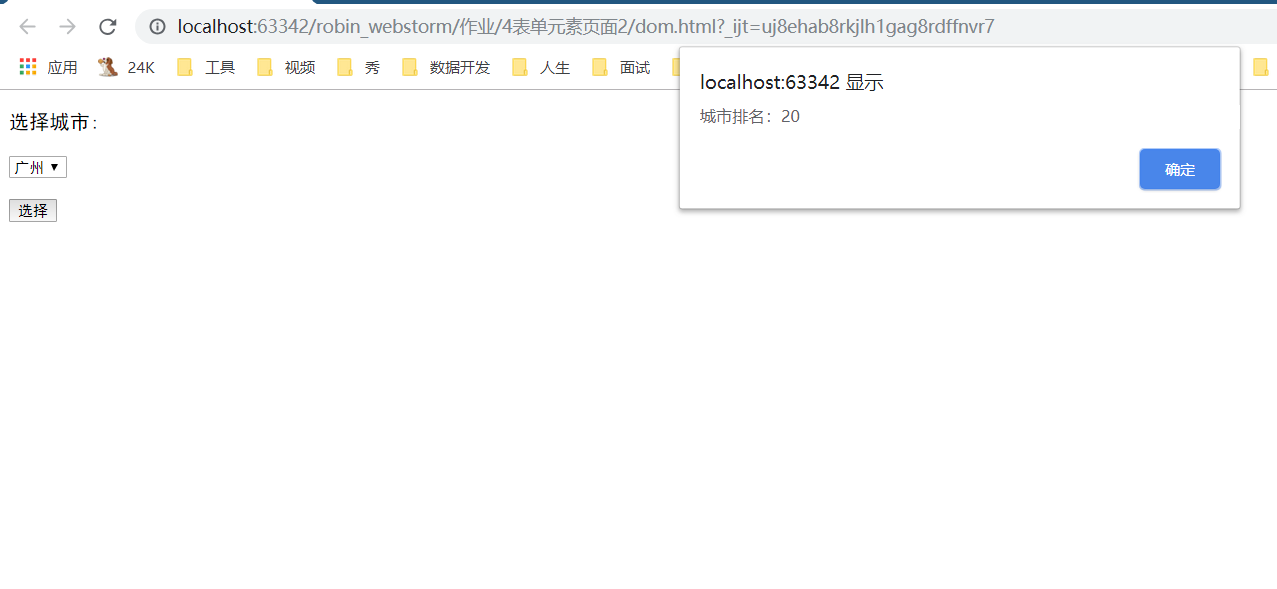 localhost:63342/robin_webstorm/作业/4表单元素页面2/dom.html?_ijt=uj8ehab8rkjlh1gag8rdffnvr7
应用 24K 工具 视频 秀 数据开发 人生 面试
localhost:63342 显示
城市排名：20
确定
选择城市：
广州
选择